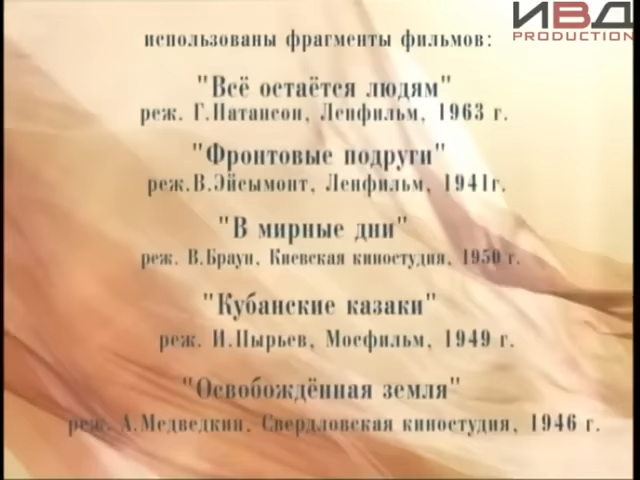 ИВД
PRODUCTION
использованы фрагменты фильмов:
"Всё остаётся людям"
реж. Г.Натансон, Ленфильм, 1963 г.
"Фронтовые подруги"
реж.В.Эйсымонт, Ленфильм, 1941г.
"В мирные дни"
реж. В.Браун, Киевская киностудия, 1950 г.
"Кубанские казаки"
реж. И.Пырьев, Мосфильм, 1949 г.
"Освобождённая земля"
реж. А.Медведкин. Свердловская киностудия, 1946 г.